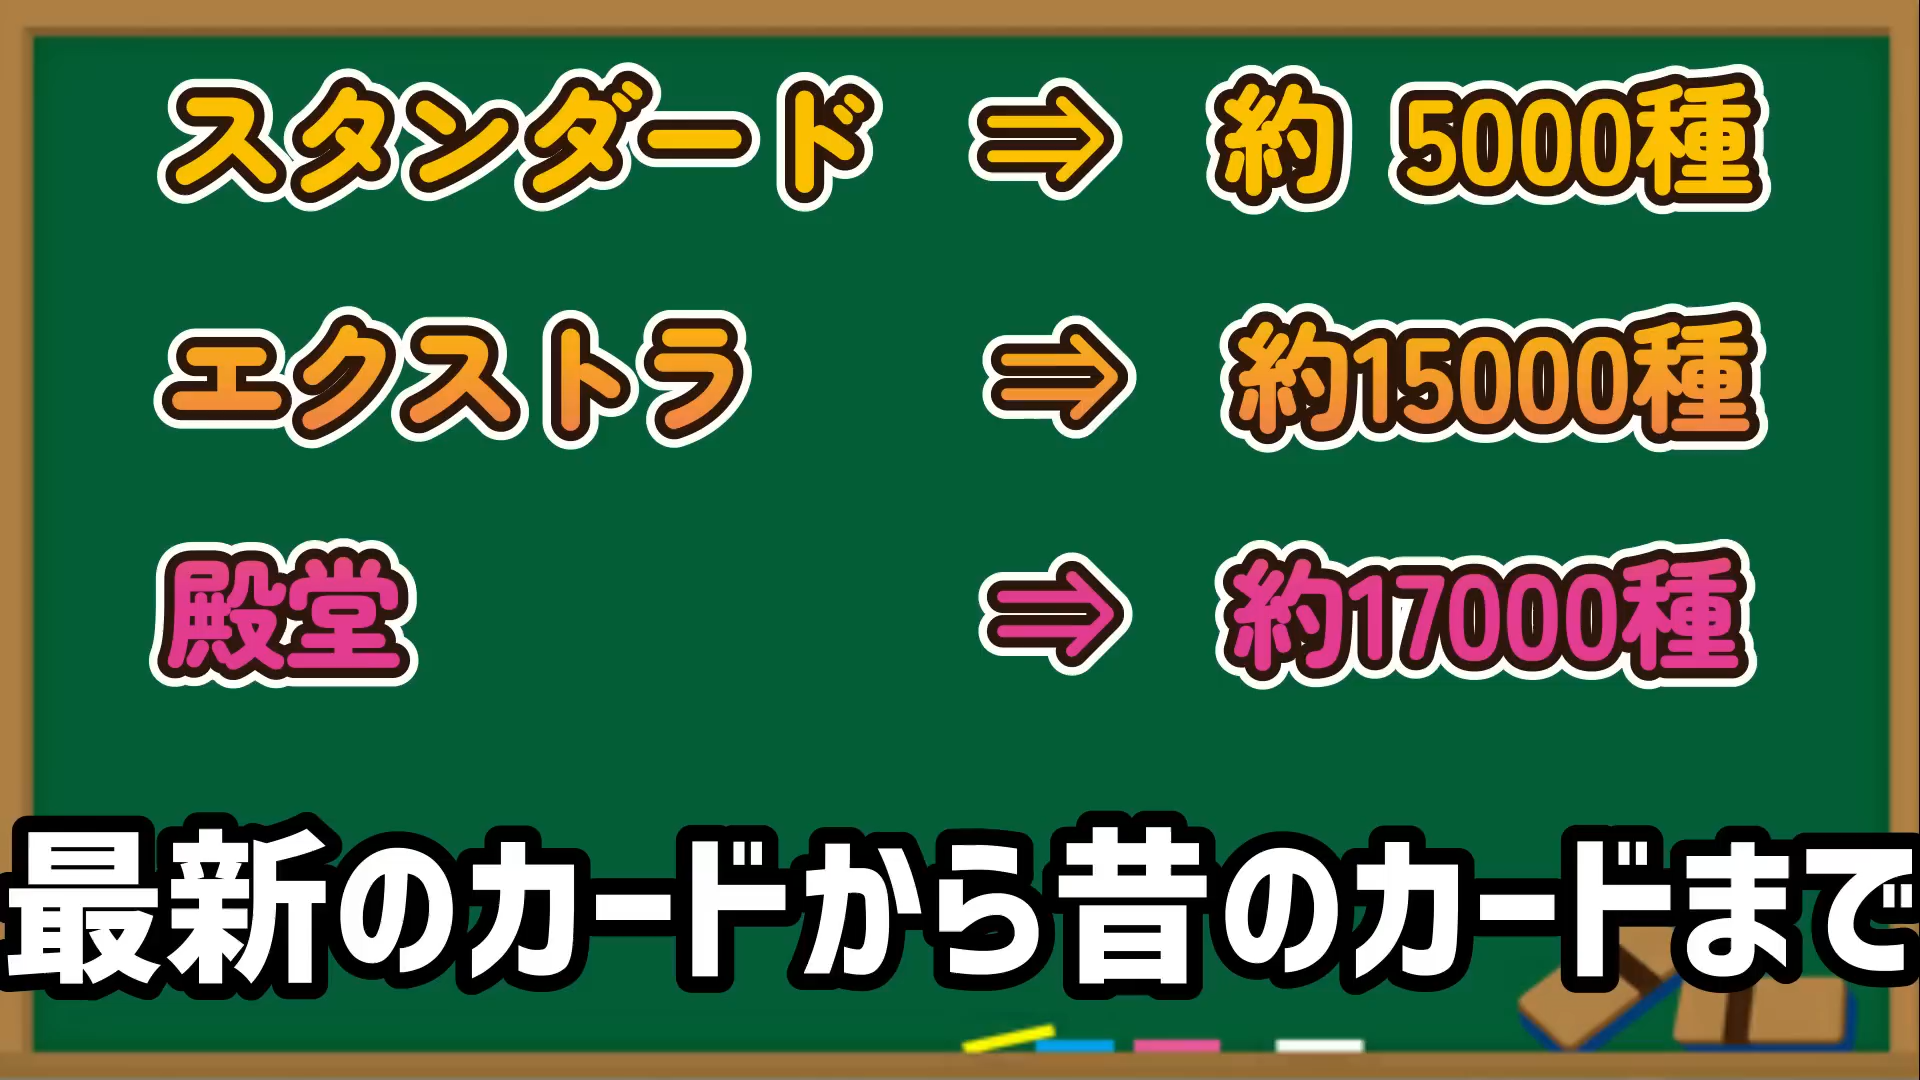 スタンダード ⇒ 約 5000種
エクストラ ⇒ 約15000種
殿堂 ⇒ 約17000種
最新のカードから昔のカードまで